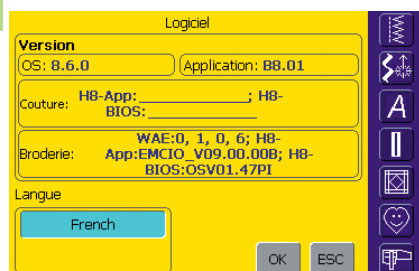 Logiciel
Version
OS: 8.6.0
Application: B8.01
Couture: H8-App:______________; H8-
BIOS:______________
WAE:0, 1, 0, 6; H8-
Broderie: App:EMCIO_V09.00.00B; H8-
BIOS:OSV01.47PI
Langue
French
OK ESC
A